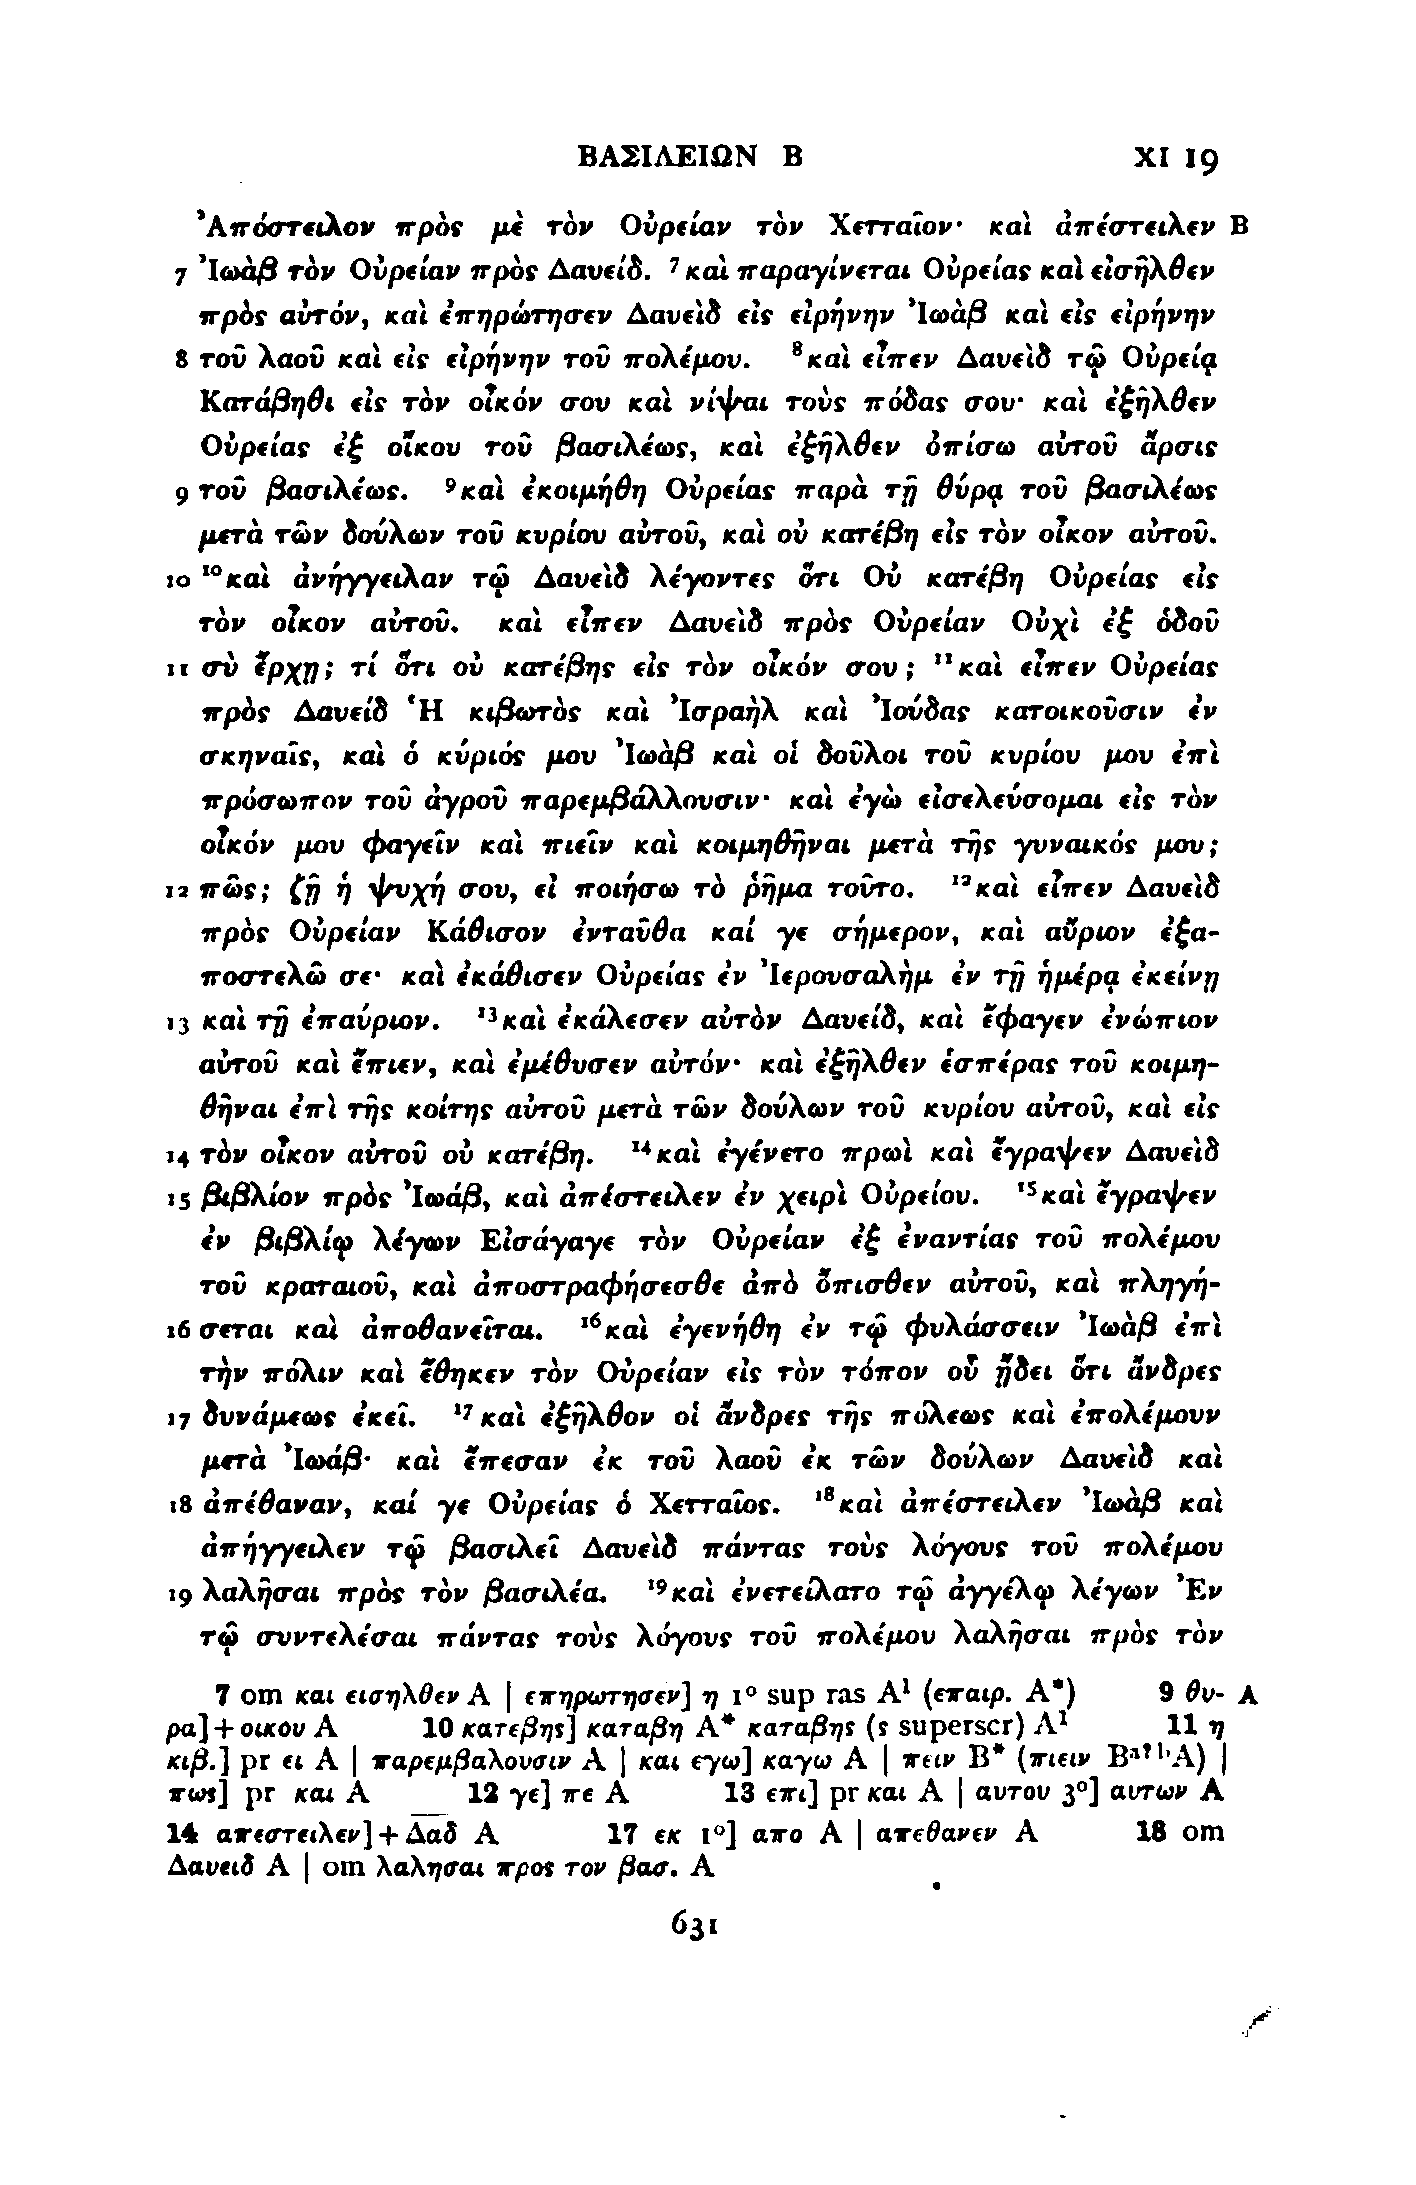 ΒΑΣΙΛΕΙΩΝ Β XI 19
Ἀπόστειλον πρὸς μὲ τὸν Οὐρείαν τὸν Χετταῖον· καὶ ἀπέστειλεν B
7 Ἰωὰβ τὸν Οὐρείαν πρὸς Δαυείδ. ⁷καὶ παραγίνεται Οὐρείας καὶ εἰσῆλθεν
πρὸς αὐτόν, καὶ ἐπηρώτησεν Δαυεὶδ εἰς εἰρήνην Ἰωὰβ καὶ εἰς εἰρήνην
8 τοῦ λαοῦ καὶ εἰς εἰρήνην τοῦ πολέμου. ⁸καὶ εἶπεν Δαυεὶδ τῷ Οὐρείᾳ
Κατάβηθι εἰς τὸν οἶκόν σου καὶ νίψαι τοὺς πόδας σου· καὶ ἐξῆλθεν
Οὐρείας ἐξ οἴκου τοῦ βασιλέως, καὶ ἐξῆλθεν ὀπίσω αὐτοῦ ἄρσις
9 τοῦ βασιλέως. ⁹καὶ ἐκοιμήθη Οὐρείας παρὰ τῇ θύρᾳ τοῦ βασιλέως
μετὰ τῶν δούλων τοῦ κυρίου αὐτοῦ, καὶ οὐ κατέβη εἰς τὸν οἶκον αὐτοῦ.
10 ¹⁰καὶ ἀνήγγειλαν τῷ Δαυεὶδ λέγοντες ὅτι Οὐ κατέβη Οὐρείας εἰς
τὸν οἶκον αὐτοῦ. καὶ εἶπεν Δαυεὶδ πρὸς Οὐρείαν Οὐχὶ ἐξ ὁδοῦ
11 σὺ ἔρχῃ; τί ὅτι οὐ κατέβης εἰς τὸν οἶκόν σου; ¹¹καὶ εἶπεν Οὐρείας
πρὸς Δαυείδ Ἡ κιβωτὸς καὶ Ἰσραὴλ καὶ Ἰούδας κατοικοῦσιν ἐν
σκηναῖς, καὶ ὁ κύριός μου Ἰωὰβ καὶ οἱ δοῦλοι τοῦ κυρίου μου ἐπὶ
πρόσωπον τοῦ ἀγροῦ παρεμβάλλουσιν· καὶ ἐγὼ εἰσελεύσομαι εἰς τὸν
οἶκόν μου φαγεῖν καὶ πιεῖν καὶ κοιμηθῆναι μετὰ τῆς γυναικός μου;
12 πῶς; ζῇ ἡ ψυχή σου, εἰ ποιήσω τὸ ῥῆμα τοῦτο. ¹²καὶ εἶπεν Δαυεὶδ
πρὸς Οὐρείαν Κάθισον ἐνταῦθα καί γε σήμερον, καὶ αὔριον ἐξα-
ποστελῶ σε· καὶ ἐκάθισεν Οὐρείας ἐν Ἰερουσαλὴμ ἐν τῇ ἡμέρᾳ ἐκείνῃ
13 καὶ τῇ ἐπαύριον. ¹³καὶ ἐκάλεσεν αὐτὸν Δαυείδ, καὶ ἔφαγεν ἐνώπιον
αὐτοῦ καὶ ἔπιεν, καὶ ἐμέθυσεν αὐτόν· καὶ ἐξῆλθεν ἑσπέρας τοῦ κοιμη-
θῆναι ἐπὶ τῆς κοίτης αὐτοῦ μετὰ τῶν δούλων τοῦ κυρίου αὐτοῦ, καὶ εἰς
14 τὸν οἶκον αὐτοῦ οὐ κατέβη. ¹⁴καὶ ἐγένετο πρωὶ καὶ ἔγραψεν Δαυεὶδ
15 βιβλίον πρὸς Ἰωάβ, καὶ ἀπέστειλεν ἐν χειρὶ Οὐρείου. ¹⁵καὶ ἔγραψεν
ἐν βιβλίῳ λέγων Εἰσάγαγε τὸν Οὐρείαν ἐξ ἐναντίας τοῦ πολέμου
τοῦ κραταιοῦ, καὶ ἀποστραφήσεσθε ἀπὸ ὄπισθεν αὐτοῦ, καὶ πληγή-
16 σεται καὶ ἀποθανεῖται. ¹⁶καὶ ἐγενήθη ἐν τῷ φυλάσσειν Ἰωὰβ ἐπὶ
τὴν πόλιν καὶ ἔθηκεν τὸν Οὐρείαν εἰς τὸν τόπον οὗ ᾔδει ὅτι ἄνδρες
17 δυνάμεως ἐκεῖ. ¹⁷καὶ ἐξῆλθον οἱ ἄνδρες τῆς πόλεως καὶ ἐπολέμουν
μετὰ Ἰωάβ· καὶ ἔπεσαν ἐκ τοῦ λαοῦ ἐκ τῶν δούλων Δαυεὶδ καὶ
18 ἀπέθαναν, καί γε Οὐρείας ὁ Χετταῖος. ¹⁸καὶ ἀπέστειλεν Ἰωὰβ καὶ
ἀπήγγειλεν τῷ βασιλεῖ Δαυεὶδ πάντας τοὺς λόγους τοῦ πολέμου
19 λαλῆσαι πρὸς τὸν βασιλέα. ¹⁹καὶ ἐνετείλατο τῷ ἀγγέλῳ λέγων Ἐν
τῷ συντελέσαι πάντας τοὺς λόγους τοῦ πολέμου λαλῆσαι πρὸς τὸν
7 om και εισηλθεν A | επηρωτησεν] η 1° sup ras A¹ (επαιρ. A*) 9 θυ- A
ρα] + οικου A 10 κατεβης] καταβη A* καταβης (ς superscr) A¹ 11 η
κιβ.] pr ει A | παρεμβαλουσιν A | και εγω] καγω A | πειν B* (πιειν Bᵃ?ᵇA) |
πως] pr και A 12 γε] πε A 13 επι] pr και A | αυτου 3°] αυτων A
14 απεστειλεν] + Δ̅α̅δ̅ A 17 εκ 1°] απο A | απεθανεν A 18 om
Δαυειδ A | om λαλησαι προς τον βασ. A
631